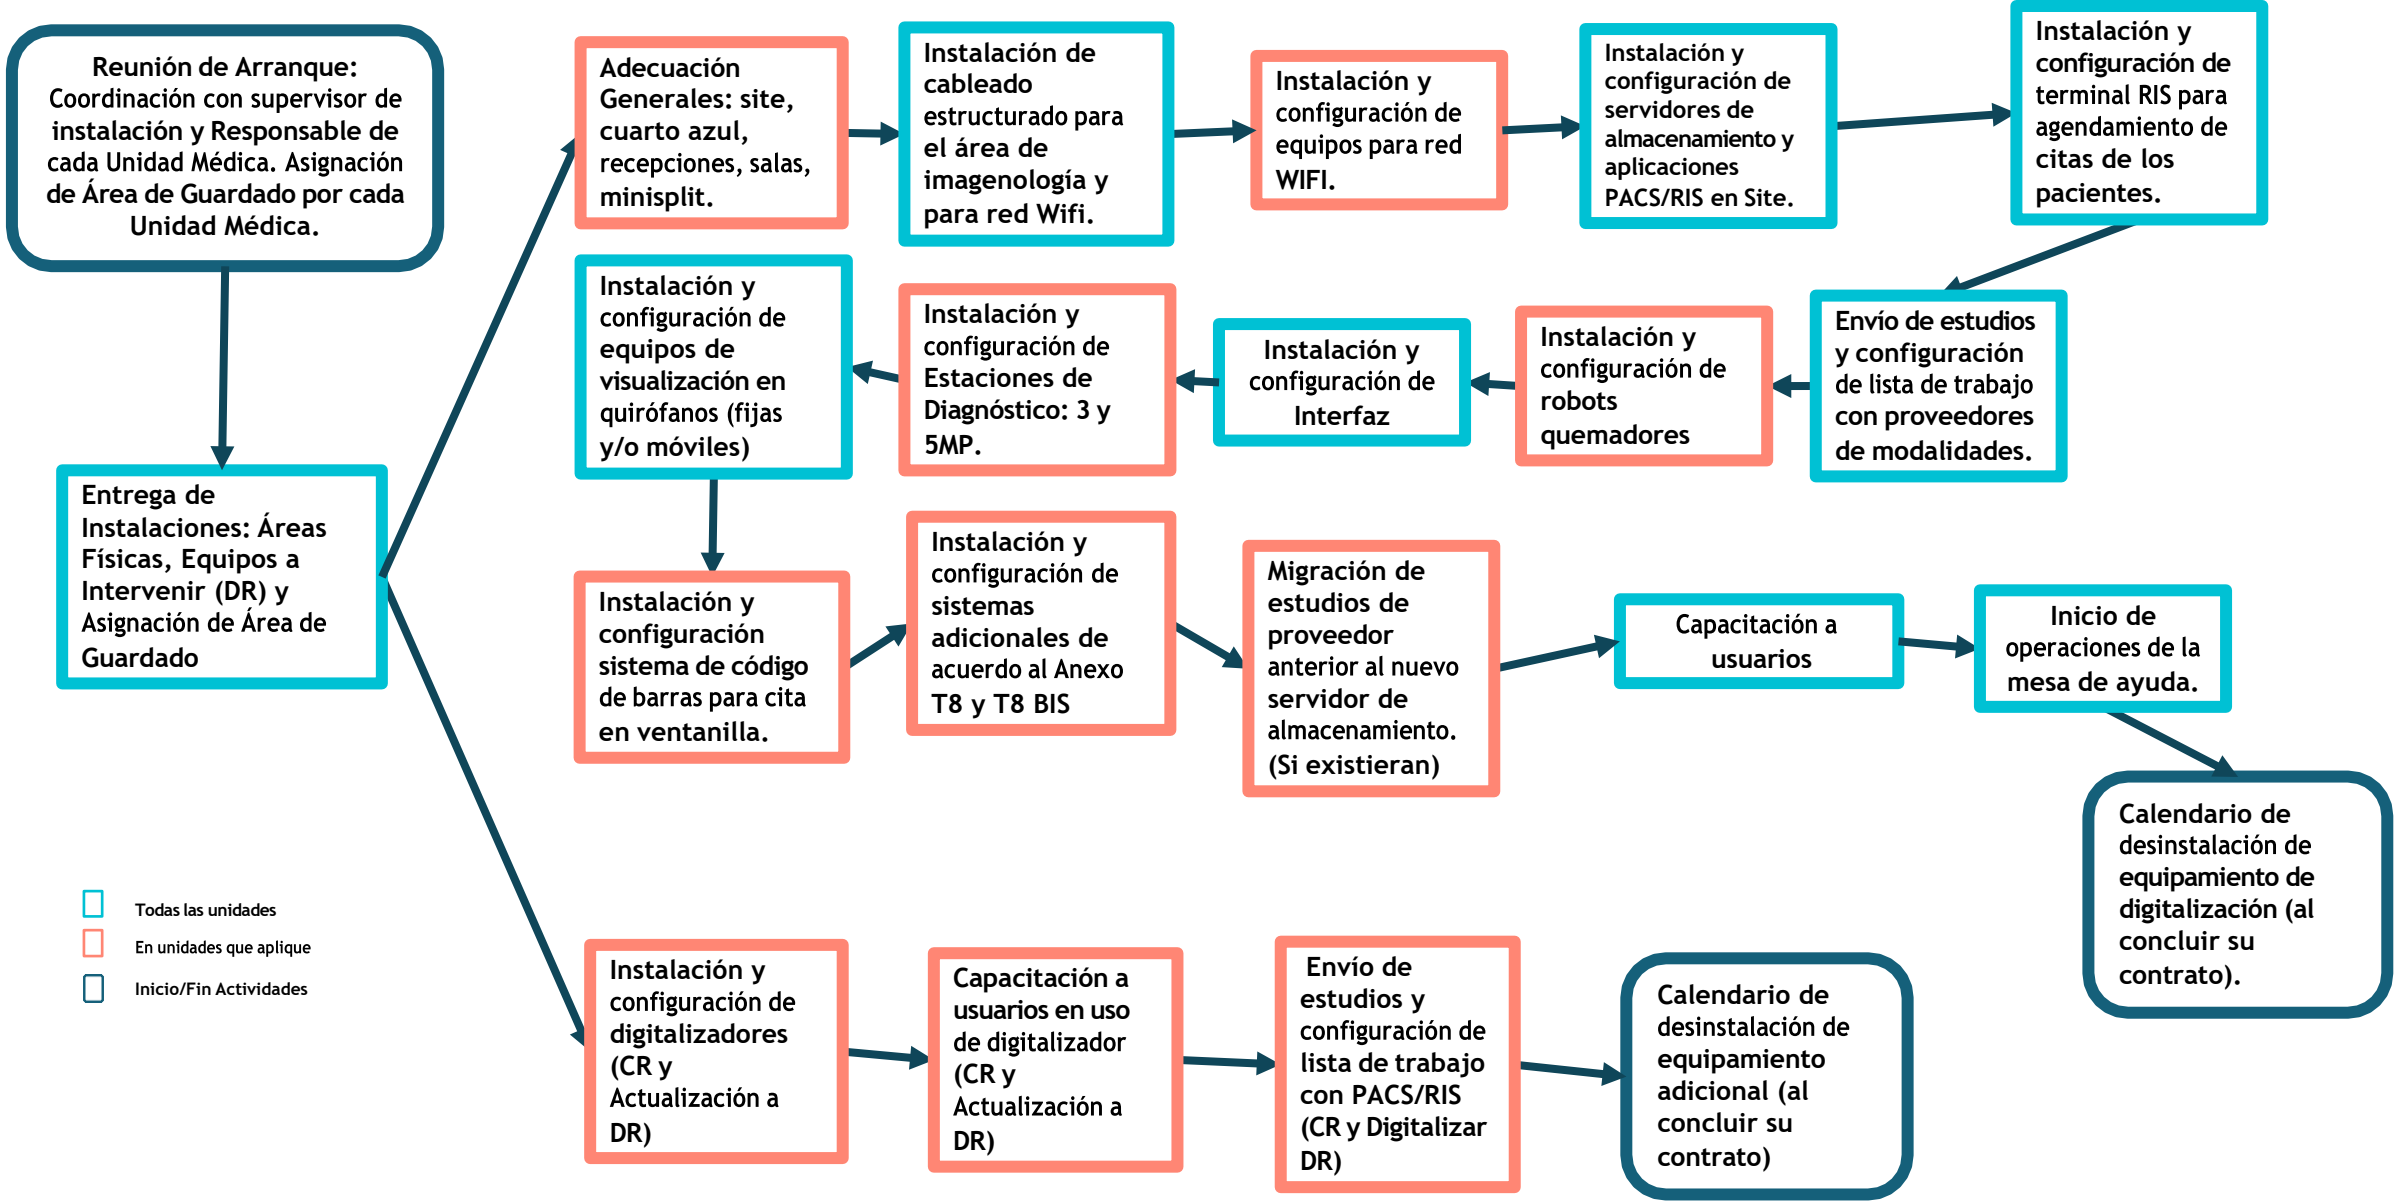 Reunión de Arranque:
Coordinación con supervisor de
instalación y Responsable de
cada Unidad Médica. Asignación
de Área de Guardado por cada
Unidad Médica.
Entrega de
Instalaciones: Áreas
Físicas, Equipos a
Intervenir (DR) y
Asignación de Área de
Guardado
Adecuación
Generales: site,
cuarto azul,
recepciones, salas,
minisplit.
Instalación de
cableado
estructurado para
el área de
imagenología y
para red Wifi.
Instalación y
configuración de
equipos para red
WIFI.
Instalación y
configuración de
servidores de
almacenamiento y
aplicaciones
PACS/RIS en Site.
Instalación y
configuración de
terminal RIS para
agendamiento de
citas de los
pacientes.
Envío de estudios
y configuración
de lista de trabajo
con proveedores
de modalidades.
Instalación y
configuración de
robots
quemadores
Instalación y
configuración de
Interfaz
Instalación y
configuración de
Estaciones de
Diagnóstico: 3 y
5MP.
Instalación y
configuración de
equipos de
visualización en
quirófanos (fijas
y/o móviles)
Instalación y
configuración
sistema de código
de barras para cita
en ventanilla.
Instalación y
configuración de
sistemas
adicionales de
acuerdo al Anexo
T8 y T8 BIS
Migración de
estudios de
proveedor
anterior al nuevo
servidor de
almacenamiento.
(Si existieran)
Capacitación a
usuarios
Inicio de
operaciones de la
mesa de ayuda.
Calendario de
desinstalación de
equipamiento de
digitalización (al
concluir su
contrato).
Todas las unidades
En unidades que aplique
Inicio/Fin Actividades
Instalación y
configuración de
digitalizadores
(CR y
Actualización a
DR)
Capacitación a
usuarios en uso
de digitalizador
(CR y
Actualización a
DR)
Envío de
estudios y
configuración de
lista de trabajo
con PACS/RIS
(CR y Digitalizar
DR)
Calendario de
desinstalación de
equipamiento
adicional (al
concluir su
contrato)